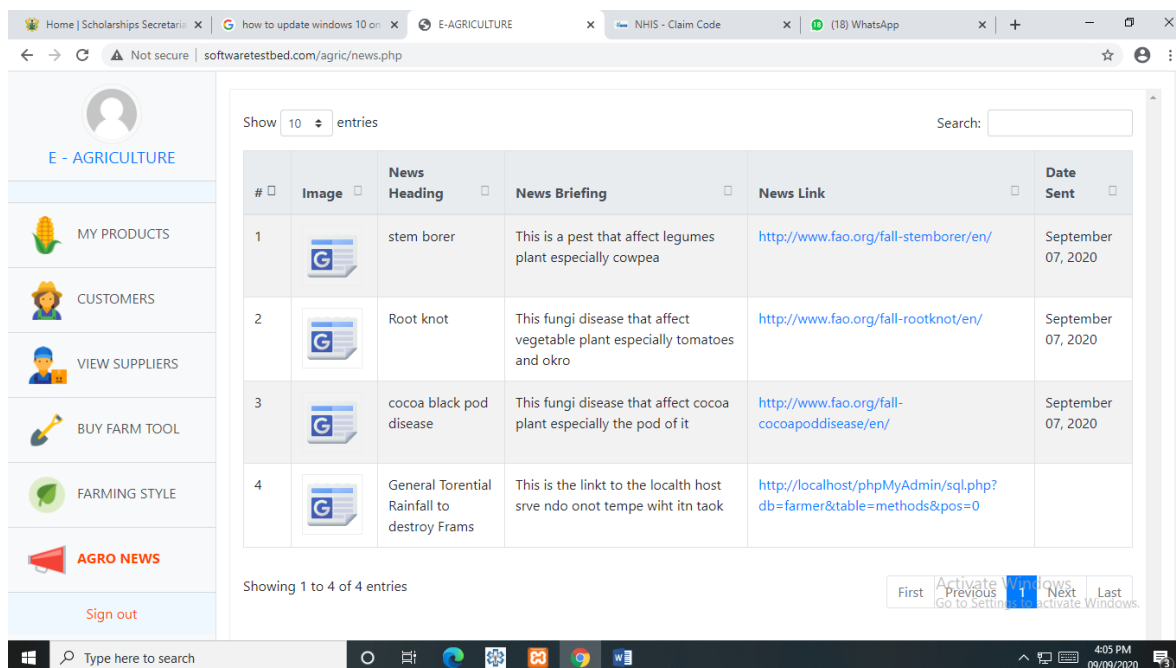 Home | Scholarships Secretaria
how to update windows 10 on
E-AGRICULTURE
NHIS - Claim Code
(18) WhatsApp
Not secure | softwaretestbed.com/agric/news.php
E - AGRICULTURE
MY PRODUCTS
CUSTOMERS
VIEW SUPPLIERS
BUY FARM TOOL
FARMING STYLE
AGRO NEWS
Sign out
Show 10 entries
Search:
# Image News Heading News Briefing News Link Date Sent
1 stem borer This is a pest that affect legumes http://www.fao.org/fall-stemborer/en/ September
plant especially cowpea 07, 2020
2 Root knot This fungi disease that affect http://www.fao.org/fall-rootknot/en/ September
vegetable plant especially tomatoes 07, 2020
and okro
3 cocoa black pod This fungi disease that affect cocoa http://www.fao.org/fall- September
disease plant especially the pod of it cocoapoddisease/en/ 07, 2020
4 General Torential This is the linkt to the localth host http://localhost/phpMyAdmin/sql.php?
Rainfall to srve ndo onot tempe wiht itn taok db=farmer&table=methods&pos=0
destroy Frams
Showing 1 to 4 of 4 entries
First Previous 1 Next Last
Activate Windows
Go to Settings to activate Windows.
Type here to search
4:05 PM
09/09/2020